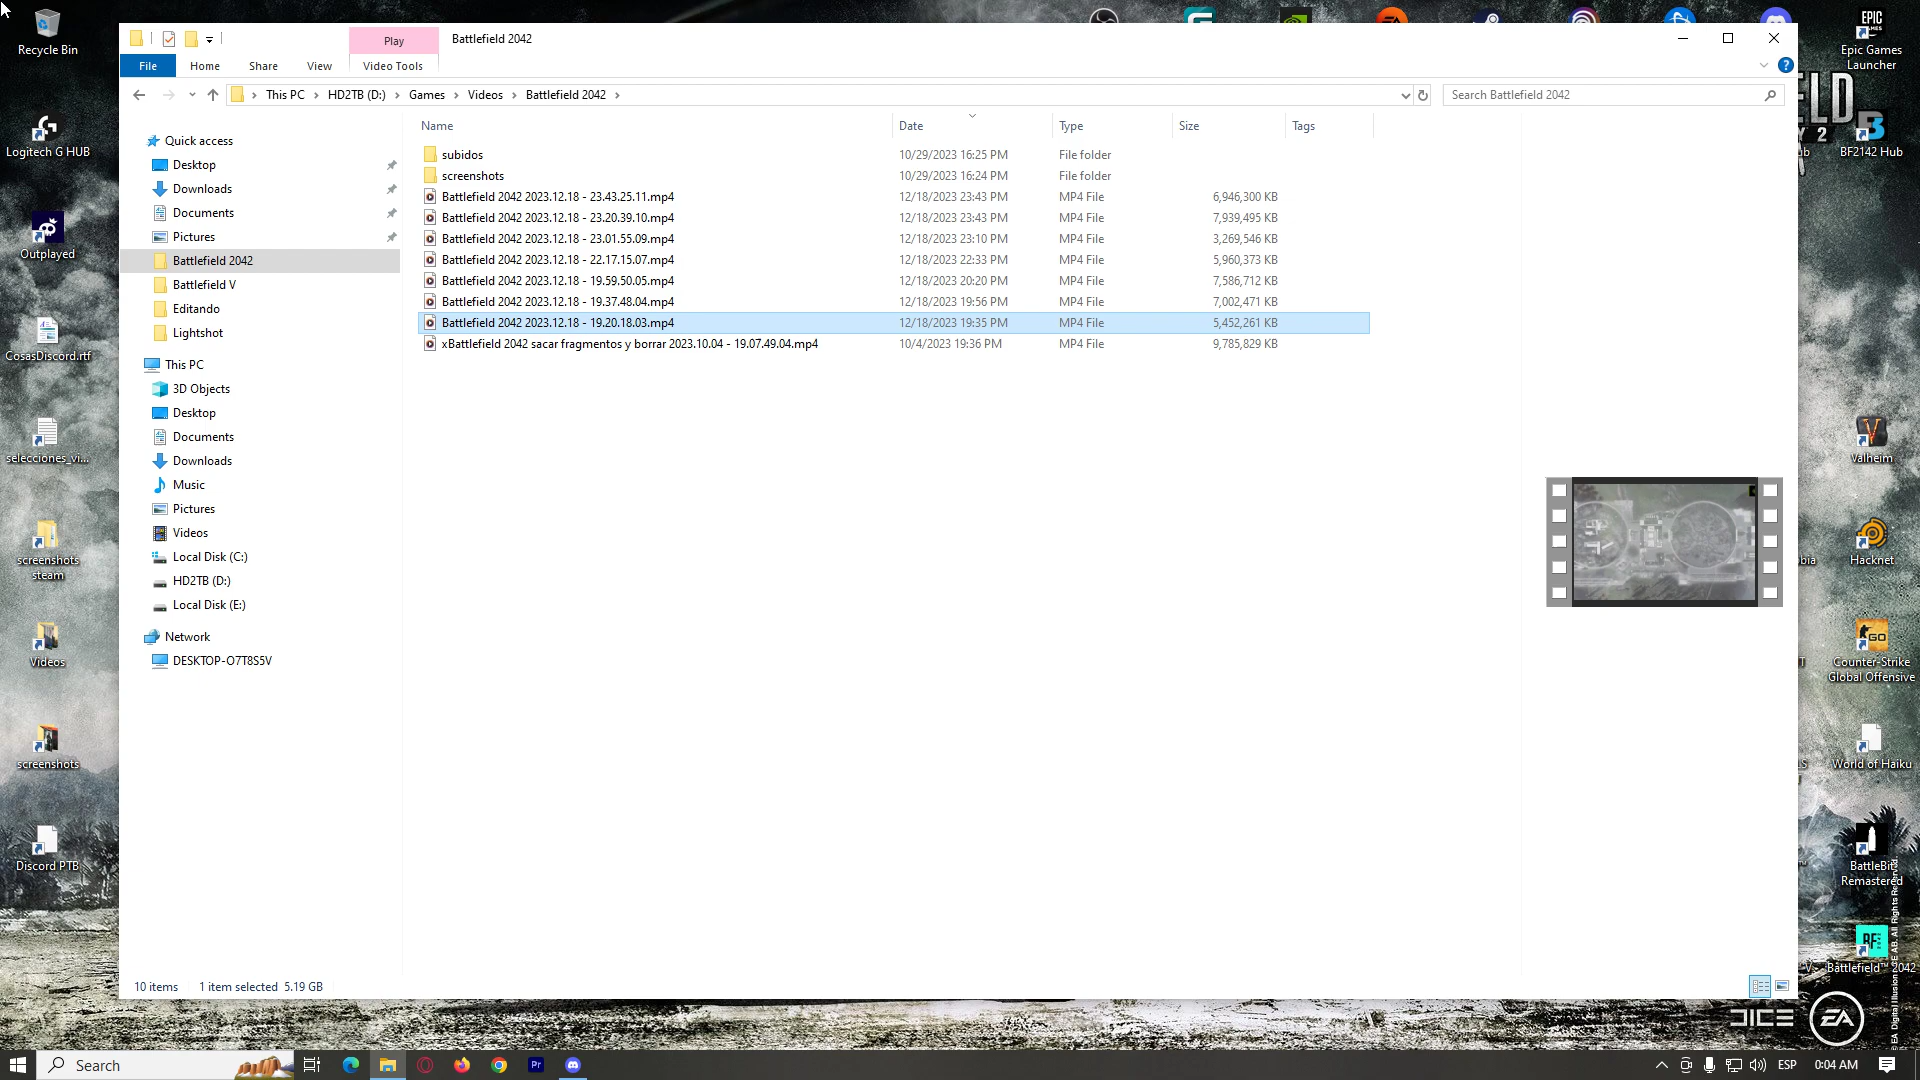 Recycle Bin
Logitech G HUB
Outplayed
CosasDiscord.rtf
selecciones_vi...
screenshots
steam
Videos
screenshots
Discord PTB
Play
Battlefield 2042
File
Home
Share
View
Video Tools
This PC
HD2TB (D:)
Games
Videos
Battlefield 2042
Search Battlefield 2042
Quick access
Desktop
Downloads
Documents
Pictures
Battlefield 2042
Battlefield V
Editando
Lightshot
This PC
3D Objects
Desktop
Documents
Downloads
Music
Pictures
Videos
Local Disk (C:)
HD2TB (D:)
Local Disk (E:)
Network
DESKTOP-O7T8S5V
Name Date Type Size Tags
subidos 10/29/2023 16:25 PM File folder
screenshots 10/29/2023 16:24 PM File folder
Battlefield 2042 2023.12.18 - 23.43.25.11.mp4 12/18/2023 23:43 PM MP4 File 6,946,300 KB
Battlefield 2042 2023.12.18 - 23.20.39.10.mp4 12/18/2023 23:43 PM MP4 File 7,939,495 KB
Battlefield 2042 2023.12.18 - 23.01.55.09.mp4 12/18/2023 23:10 PM MP4 File 3,269,546 KB
Battlefield 2042 2023.12.18 - 22.17.15.07.mp4 12/18/2023 22:33 PM MP4 File 5,960,373 KB
Battlefield 2042 2023.12.18 - 19.59.50.05.mp4 12/18/2023 20:20 PM MP4 File 7,586,712 KB
Battlefield 2042 2023.12.18 - 19.37.48.04.mp4 12/18/2023 19:56 PM MP4 File 7,002,471 KB
Battlefield 2042 2023.12.18 - 19.20.18.03.mp4 12/18/2023 19:35 PM MP4 File 5,452,261 KB
xBattlefield 2042 sacar fragmentos y borrar 2023.10.04 - 19.07.49.04.mp4 10/4/2023 19:36 PM MP4 File 9,785,829 KB
10 items
1 item selected 5.19 GB
EPIC
GAMES
Epic Games
Launcher
BF2142 Hub
Valheim
Hacknet
GO
Counter-Strike
Global Offensive
World of Haiku
BattleBit
Remastered
BF
Battlefield™ 2042
DICE
EA
Search
Pr
ESP
0:04 AM